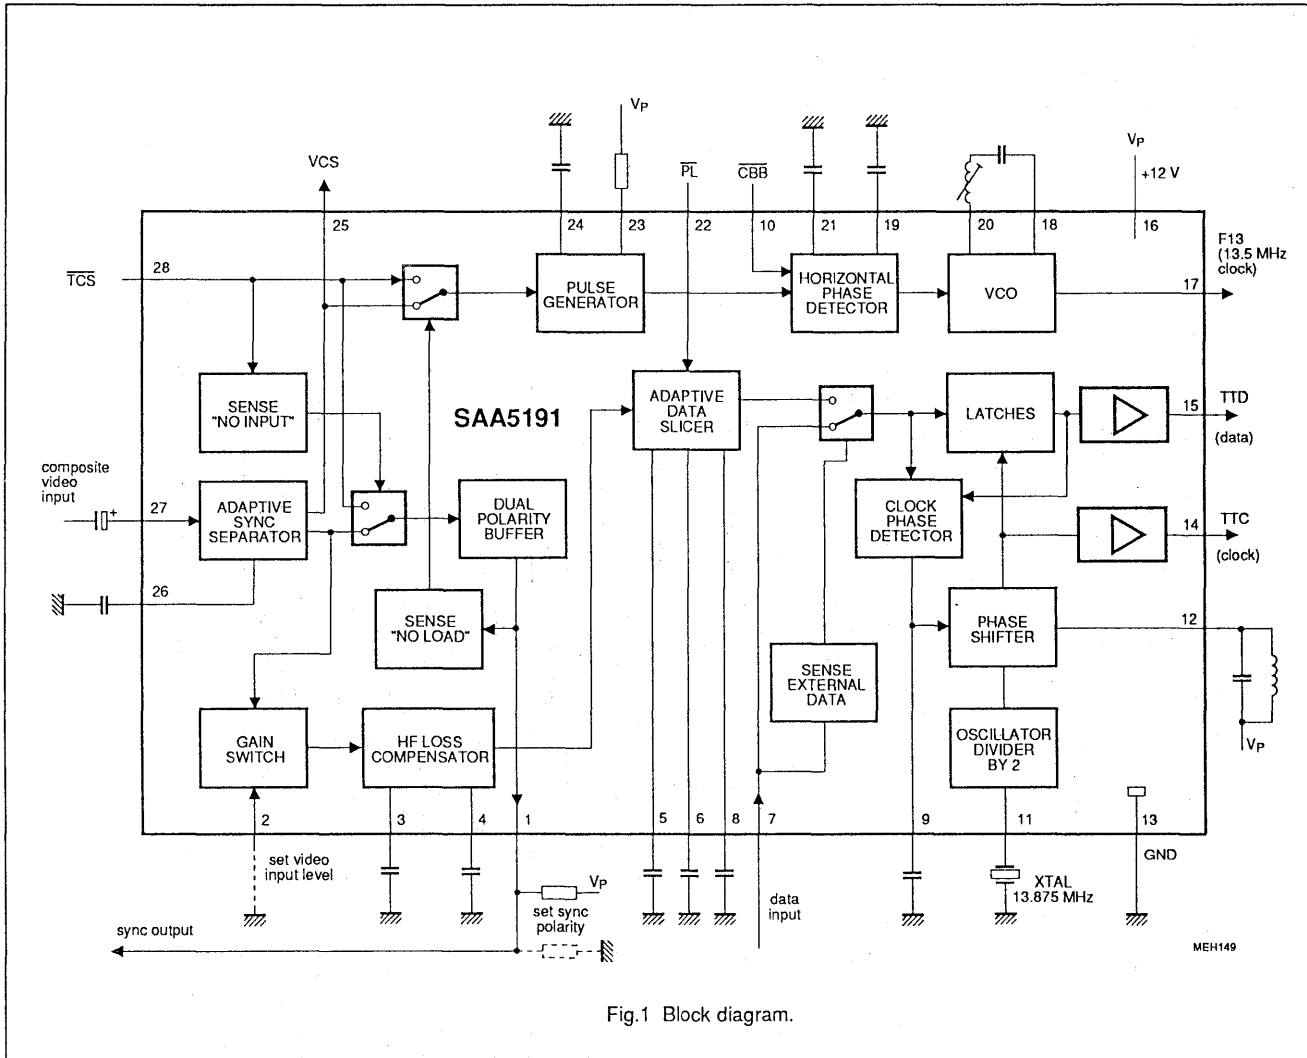 VP
VP
+12 V
VCS
PL
CBB
25
24
23
22
10
21
19
20
18
16
F13
(13.5 MHz
clock)
TCS
28
PULSE
GENERATOR
HORIZONTAL
PHASE
DETECTOR
VCO
17
SENSE
"NO INPUT"
SAA5191
ADAPTIVE
DATA
SLICER
LATCHES
15
TTD
(data)
composite
video
input
+
27
ADAPTIVE
SYNC
SEPARATOR
DUAL
POLARITY
BUFFER
CLOCK
PHASE
DETECTOR
14
TTC
(clock)
26
SENSE
"NO LOAD"
PHASE
SHIFTER
12
SENSE
EXTERNAL
DATA
GAIN
SWITCH
HF LOSS
COMPENSATOR
OSCILLATOR
DIVIDER
BY 2
VP
2
3
4
1
5
6
8
7
9
11
13
GND
set video
input level
VP
set sync
polarity
data
input
XTAL
13.875 MHz
sync output
MEH149
Fig.1 Block diagram.